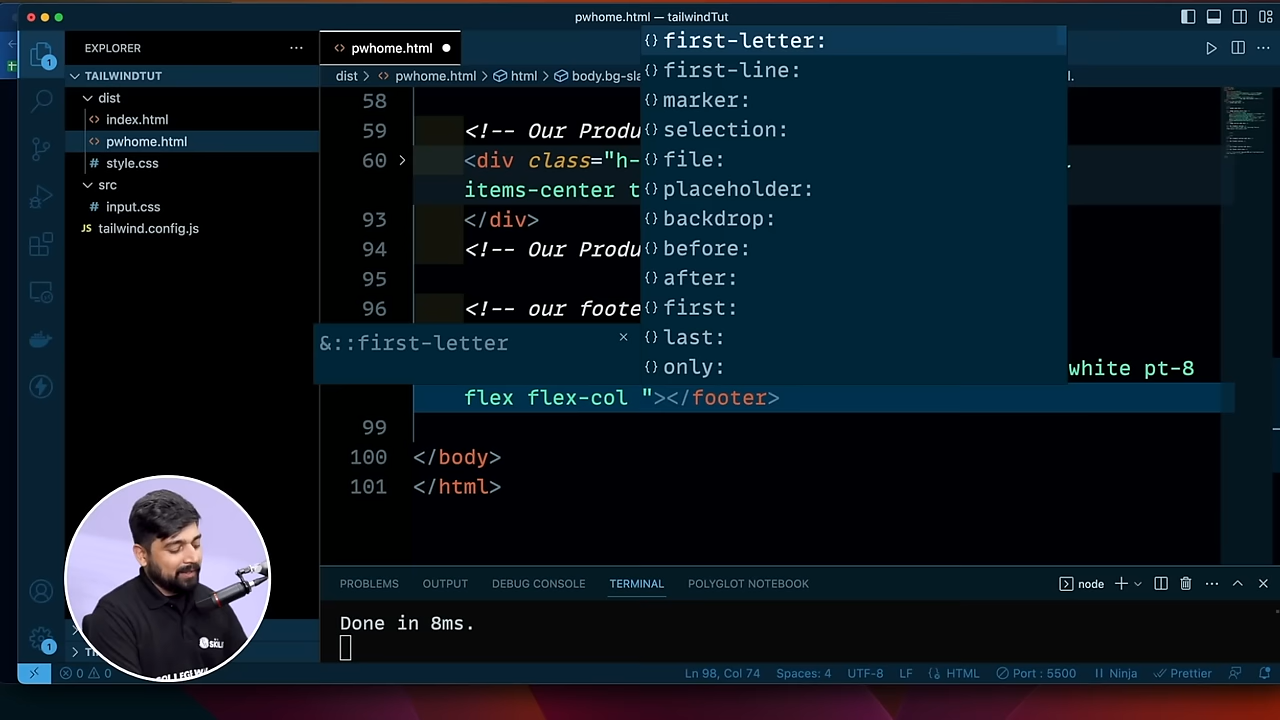 pwhome.html — tailwindTut
EXPLORER
TAILWINDTUT
dist
index.html
pwhome.html
style.css
src
input.css
tailwind.config.js
pwhome.html
dist > pwhome.html > html > body.bg-sla
58
59 <!-- Our Produ
60 <div class="h-
items-center t
93 </div>
94 <!-- Our Produ
95
96 <!-- our foote
white pt-8
flex flex-col "></footer>
99
100 </body>
101 </html>
first-letter:
first-line:
marker:
selection:
file:
placeholder:
backdrop:
before:
after:
first:
last:
only:
&::first-letter
PROBLEMS OUTPUT DEBUG CONSOLE TERMINAL POLYGLOT NOTEBOOK
node
Done in 8ms.
0 0
Ln 98, Col 74 Spaces: 4 UTF-8 LF HTML Port : 5500 Ninja Prettier
1
1